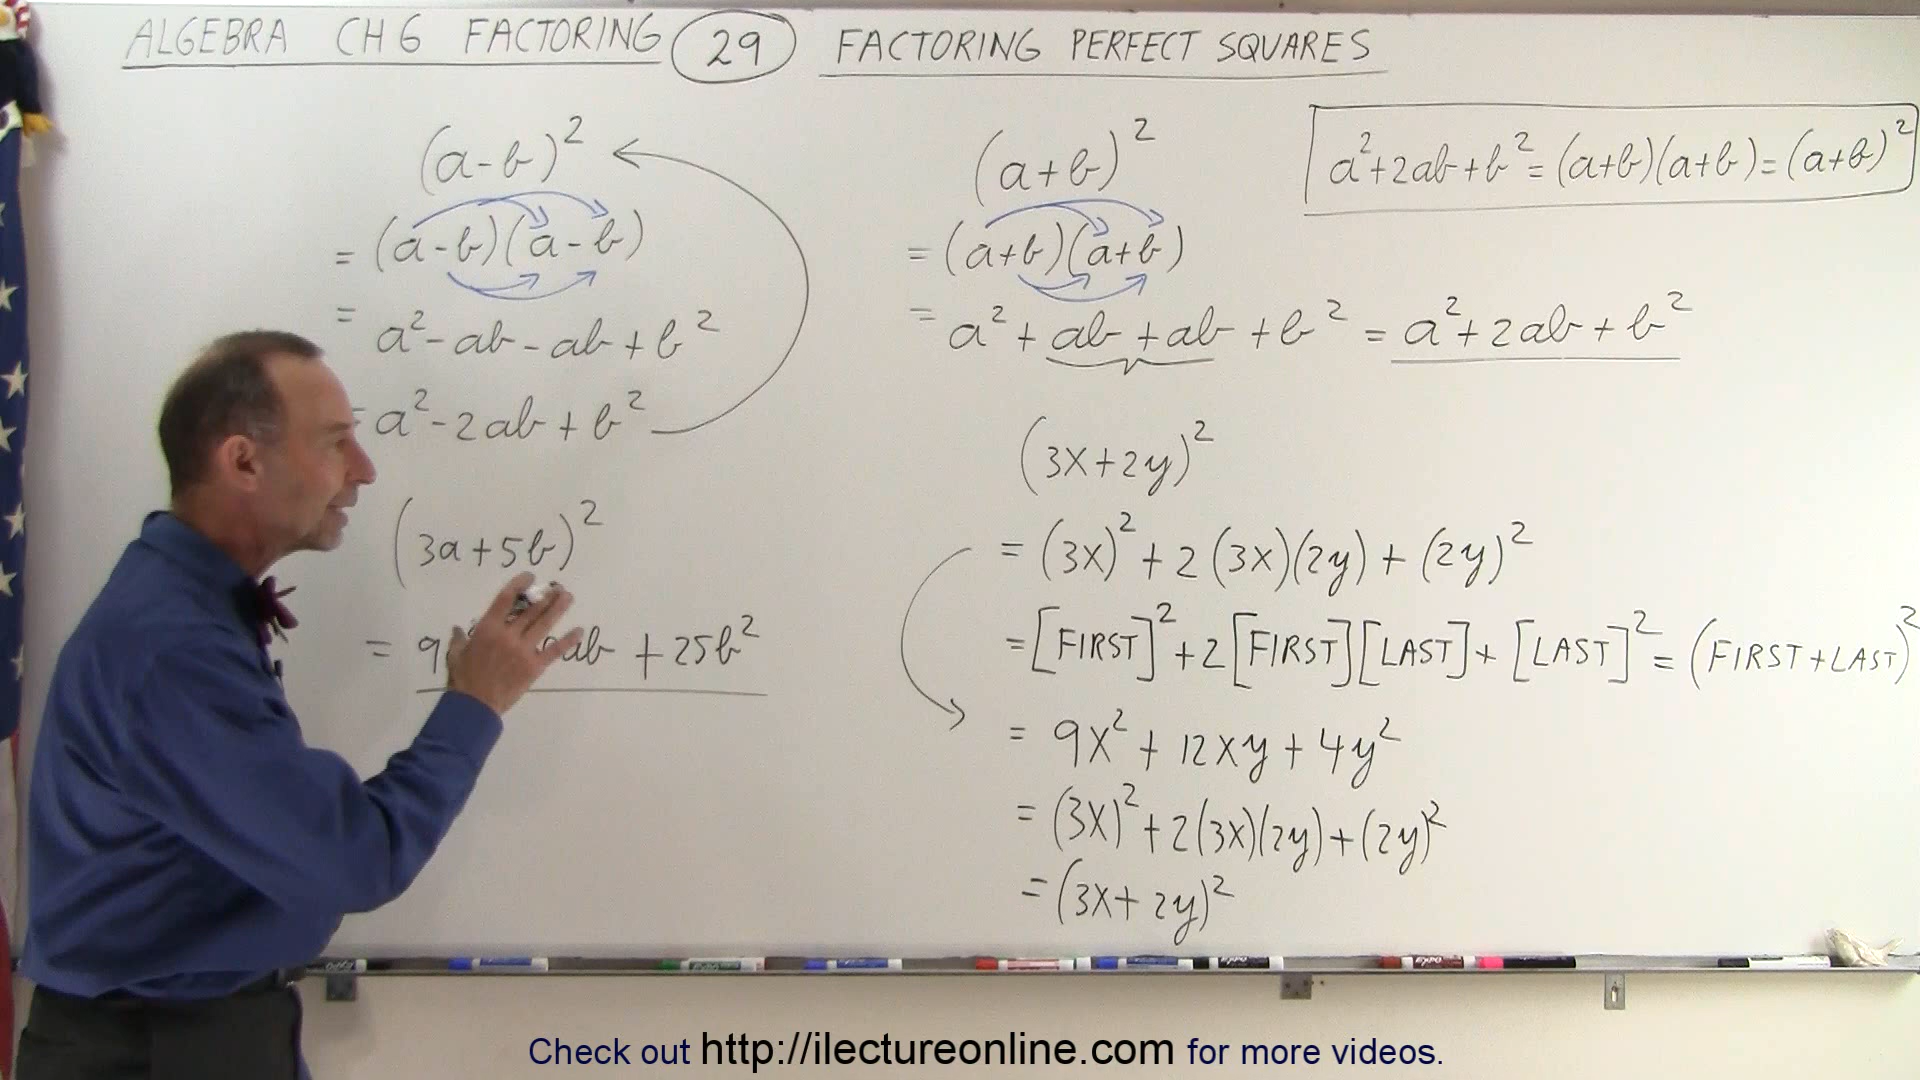 ALGEBRA CH 6 FACTORING 29 FACTORING PERFECT SQUARES
(a-b)²
= (a-b)(a-b)
= a²-ab-ab+b²
= a²-2ab+b²
(3a+5b)²
= 9 ab + 25b²
(a+b)²
= (a+b)(a+b)
= a²+ab+ab+b² = a²+2ab+b²
a²+2ab+b² = (a+b)(a+b) = (a+b)²
(3x+2y)²
= (3x)² + 2(3x)(2y) + (2y)²
= [FIRST]² + 2[FIRST][LAST] + [LAST]² = (FIRST+LAST)²
= 9x² + 12xy + 4y²
= (3x)² + 2(3x)(2y) + (2y)²
= (3x+2y)²
EXPO
Check out http://ilectureonline.com for more videos.